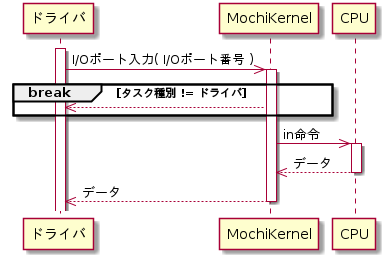 ドライバ MochiKernel CPU
I/Oポート入力( I/Oポート番号 )
break [タスク種別 != ドライバ]
in命令
データ
データ
ドライバ MochiKernel CPU